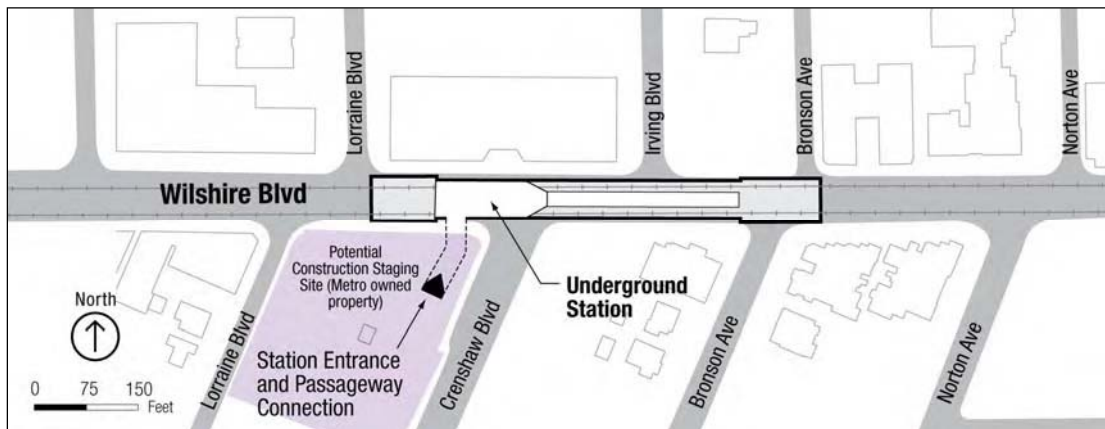 Lorraine Blvd
Irving Blvd
Bronson Ave
Norton Ave
Wilshire Blvd
Potential
Construction Staging
Site (Metro owned
property)
Underground
Station
North
Station Entrance
and Passageway
Connection
0 75 150
Feet
Lorraine Blvd
Crenshaw Blvd
Bronson Ave
Norton Ave